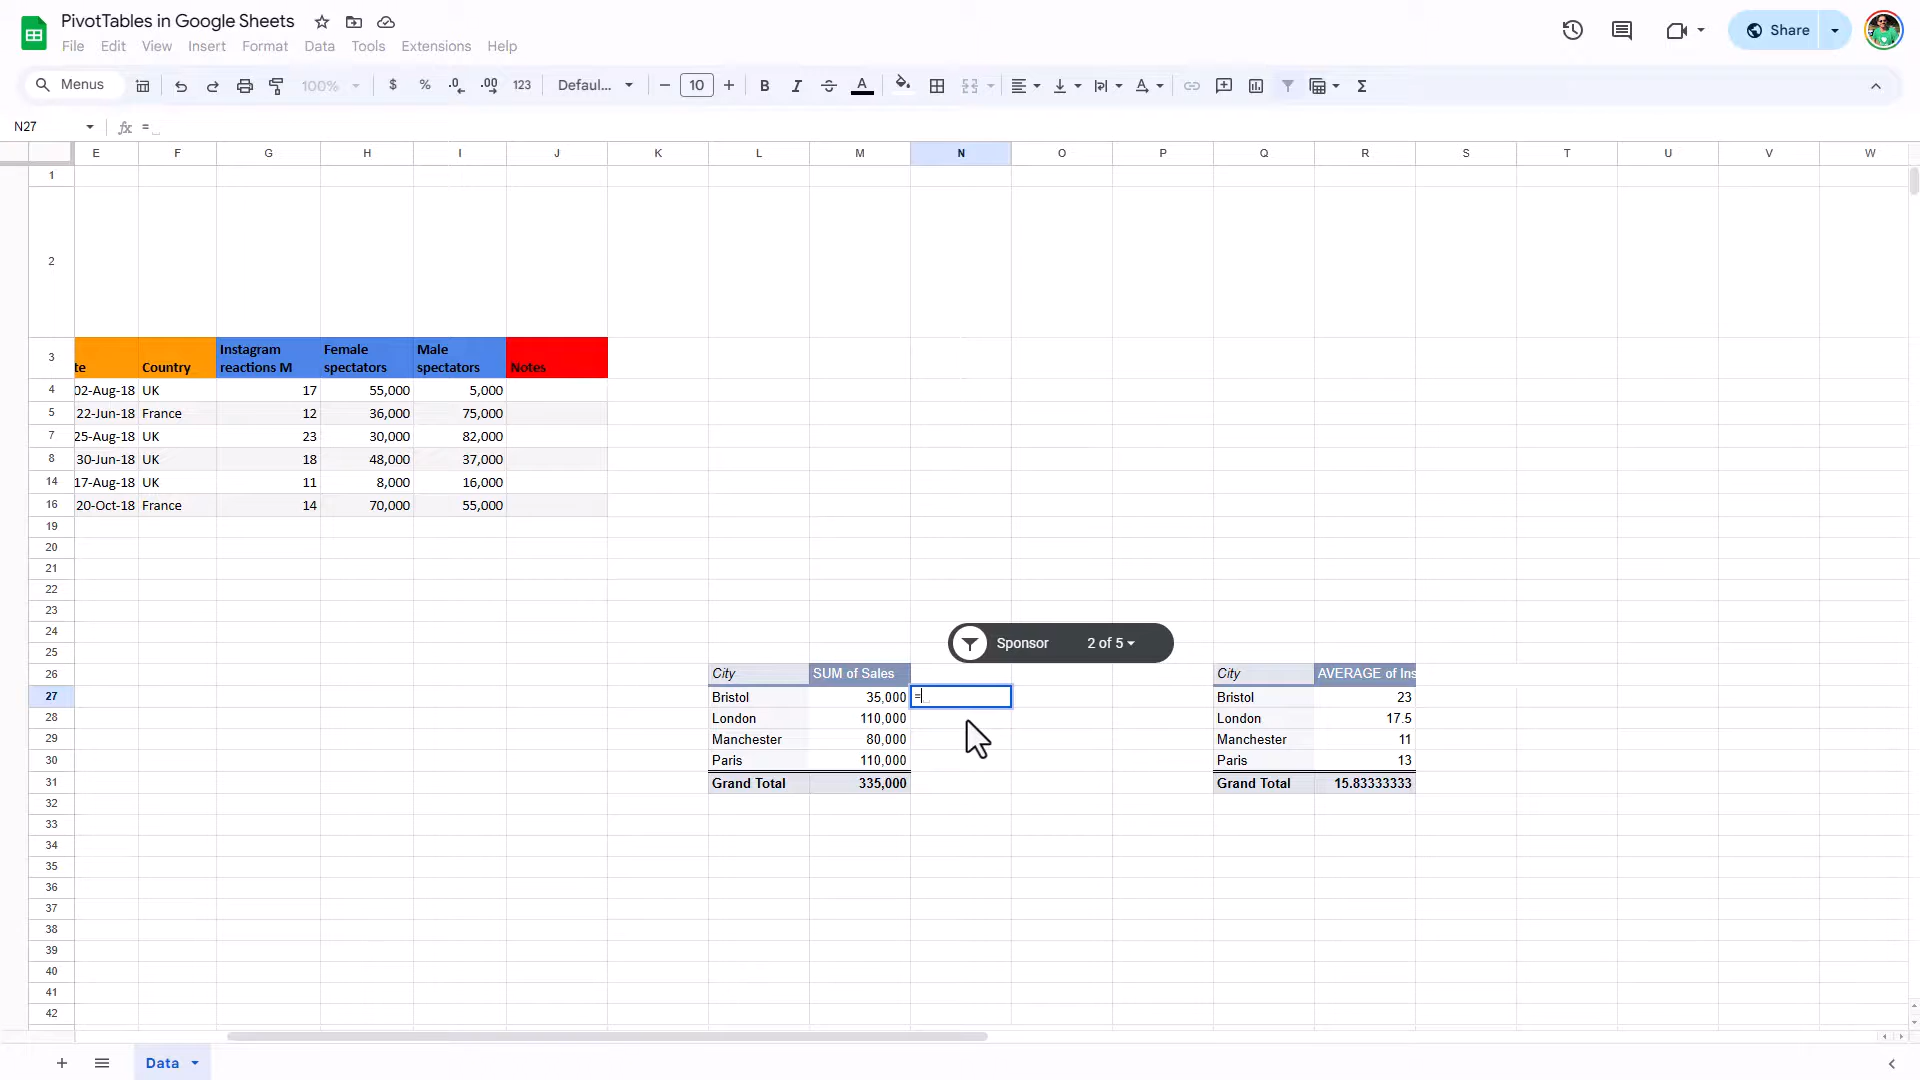 PivotTables in Google Sheets
File Edit View Insert Format Data Tools Extensions Help
Share
Menus 100% $ % .0 .00 123 Defaul... 10 B I S A Σ
N27 fx =
E F G H I J K L M N O P Q R S T U V W
1
2
3 te Country Instagram reactions M Female spectators Male spectators Notes
4 02-Aug-18 UK 17 55,000 5,000
5 22-Jun-18 France 12 36,000 75,000
7 25-Aug-18 UK 23 30,000 82,000
8 30-Jun-18 UK 18 48,000 37,000
14 17-Aug-18 UK 11 8,000 16,000
16 20-Oct-18 France 14 70,000 55,000
19
20
21
22
23
24
Sponsor 2 of 5
25
26 City SUM of Sales City AVERAGE of Ins
27 Bristol 35,000 = Bristol 23
28 London 110,000 London 17.5
29 Manchester 80,000 Manchester 11
30 Paris 110,000 Paris 13
31 Grand Total 335,000 Grand Total 15.83333333
32
33
34
35
36
37
38
39
40
41
42
Data